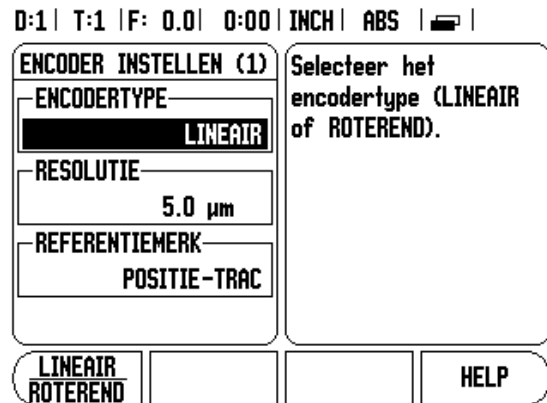 D:1| T:1 |F: 0.0| 0:00| INCH| ABS | |
ENCODER INSTELLEN (1)
ENCODERTYPE
LINEAIR
RESOLUTIE
5.0 µm
REFERENTIEMERK
POSITIE-TRAC
Selecteer het
encodertype (LINEAIR
of ROTEREND).
LINEAIR
ROTEREND
HELP